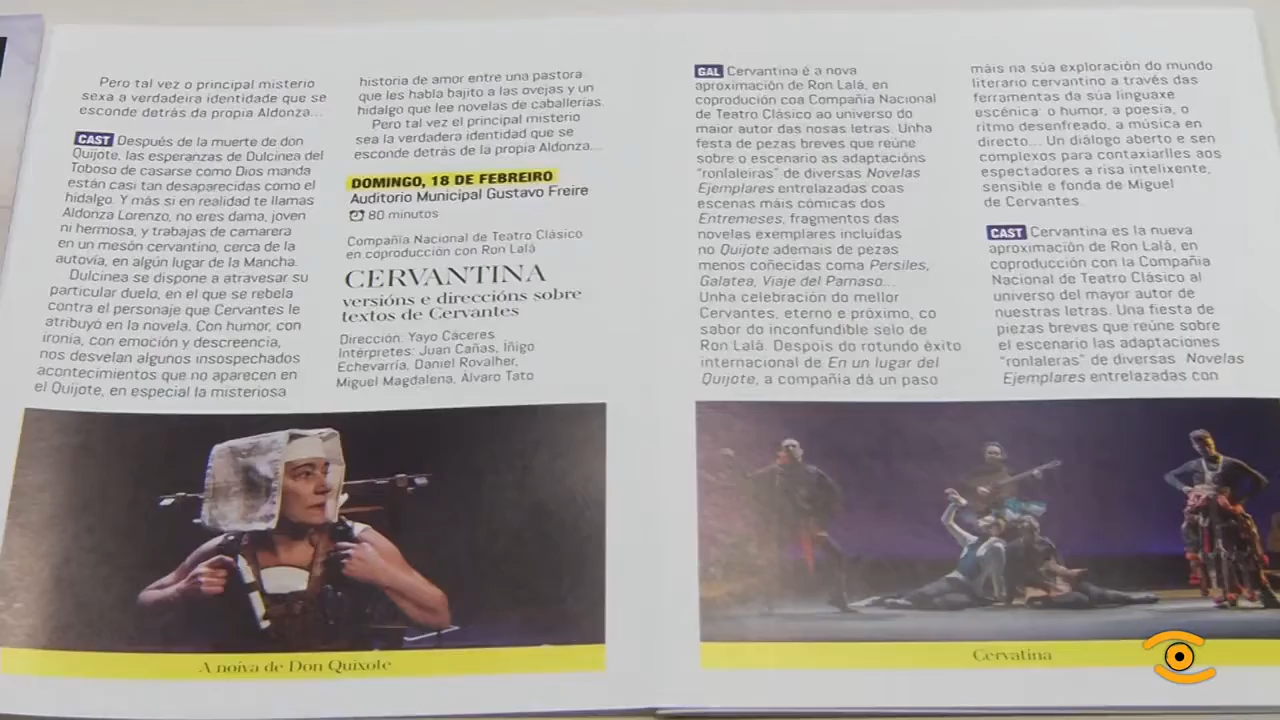 Pero tal vez o principal misterio
sexa a verdadeira identidade que se
esconde detrás da propia Aldonza...
CAST Después de la muerte de don
Quijote, las esperanzas de Dulcinea del
Toboso de casarse como Dios manda
están casi tan desaparecidas como el
hidalgo. Y más si en realidad te llamas
Aldonza Lorenzo, no eres dama, joven
ni hermosa, y trabajas de camarera
en un mesón cervantino, cerca de la
autovía, en algún lugar de la Mancha.
Dulcinea se dispone a atravesar su
particular duelo, en el que se rebela
contra el personaje que Cervantes le
atribuyó en la novela. Con humor, con
ironía, con emoción y descreencia,
nos desvelan algunos insospechados
acontecimientos que no aparecen en
el Quijote, en especial la misteriosa
historia de amor entre una pastora
que les habla bajito a las ovejas y un
hidalgo que lee novelas de caballerías.
Pero tal vez el principal misterio
sea la verdadera identidad que se
esconde detrás de la propia Aldonza...
DOMINGO, 18 DE FEBREIRO
Auditorio Municipal Gustavo Freire
80 minutos
Compañía Nacional de Teatro Clásico
en coproducción con Ron Lalá
CERVANTINA
versións e direccións sobre
textos de Cervantes
Dirección: Yayo Cáceres
Intérpretes: Juan Cañas, Iñigo
Echevarría, Daniel Rovalher,
Miguel Magdalena, Álvaro Tato
A noiva de Don Quixote
GAL Cervantina é a nova
aproximación de Ron Lalá, en
coprodución coa Compañía Nacional
de Teatro Clásico ao universo do
maior autor das nosas letras. Unha
festa de pezas breves que reúne
sobre o escenario as adaptacións
“ronlaleiras” de diversas Novelas
Ejemplares entrelazadas coas
escenas máis cómicas dos
Entremeses, fragmentos das
novelas exemplares incluídas
no Quijote ademais de pezas
menos coñecidas coma Persiles,
Galatea, Viaje del Parnaso...
Unha celebración do mellor
Cervantes, eterno e próximo, co
sabor do inconfundible selo de
Ron Lalá. Despois do rotundo éxito
internacional de En un lugar del
Quijote, a compañía dá un paso
máis na súa exploración do mundo
literario cervantino a través das
ferramentas da súa linguaxe
escénica: o humor, a poesía, o
ritmo desenfreado, a música en
directo... Un diálogo aberto e sen
complexos para contaxiarlles aos
espectadores a risa intelixente,
sensible e fonda de Miguel
de Cervantes.
CAST Cervantina es la nueva
aproximación de Ron Lalá, en
coproducción con la Compañía
Nacional de Teatro Clásico al
universo del mayor autor de
nuestras letras. Una fiesta de
piezas breves que reúne sobre
el escenario las adaptaciones
“ronlaleras” de diversas Novelas
Ejemplares entrelazadas con
Cervatina